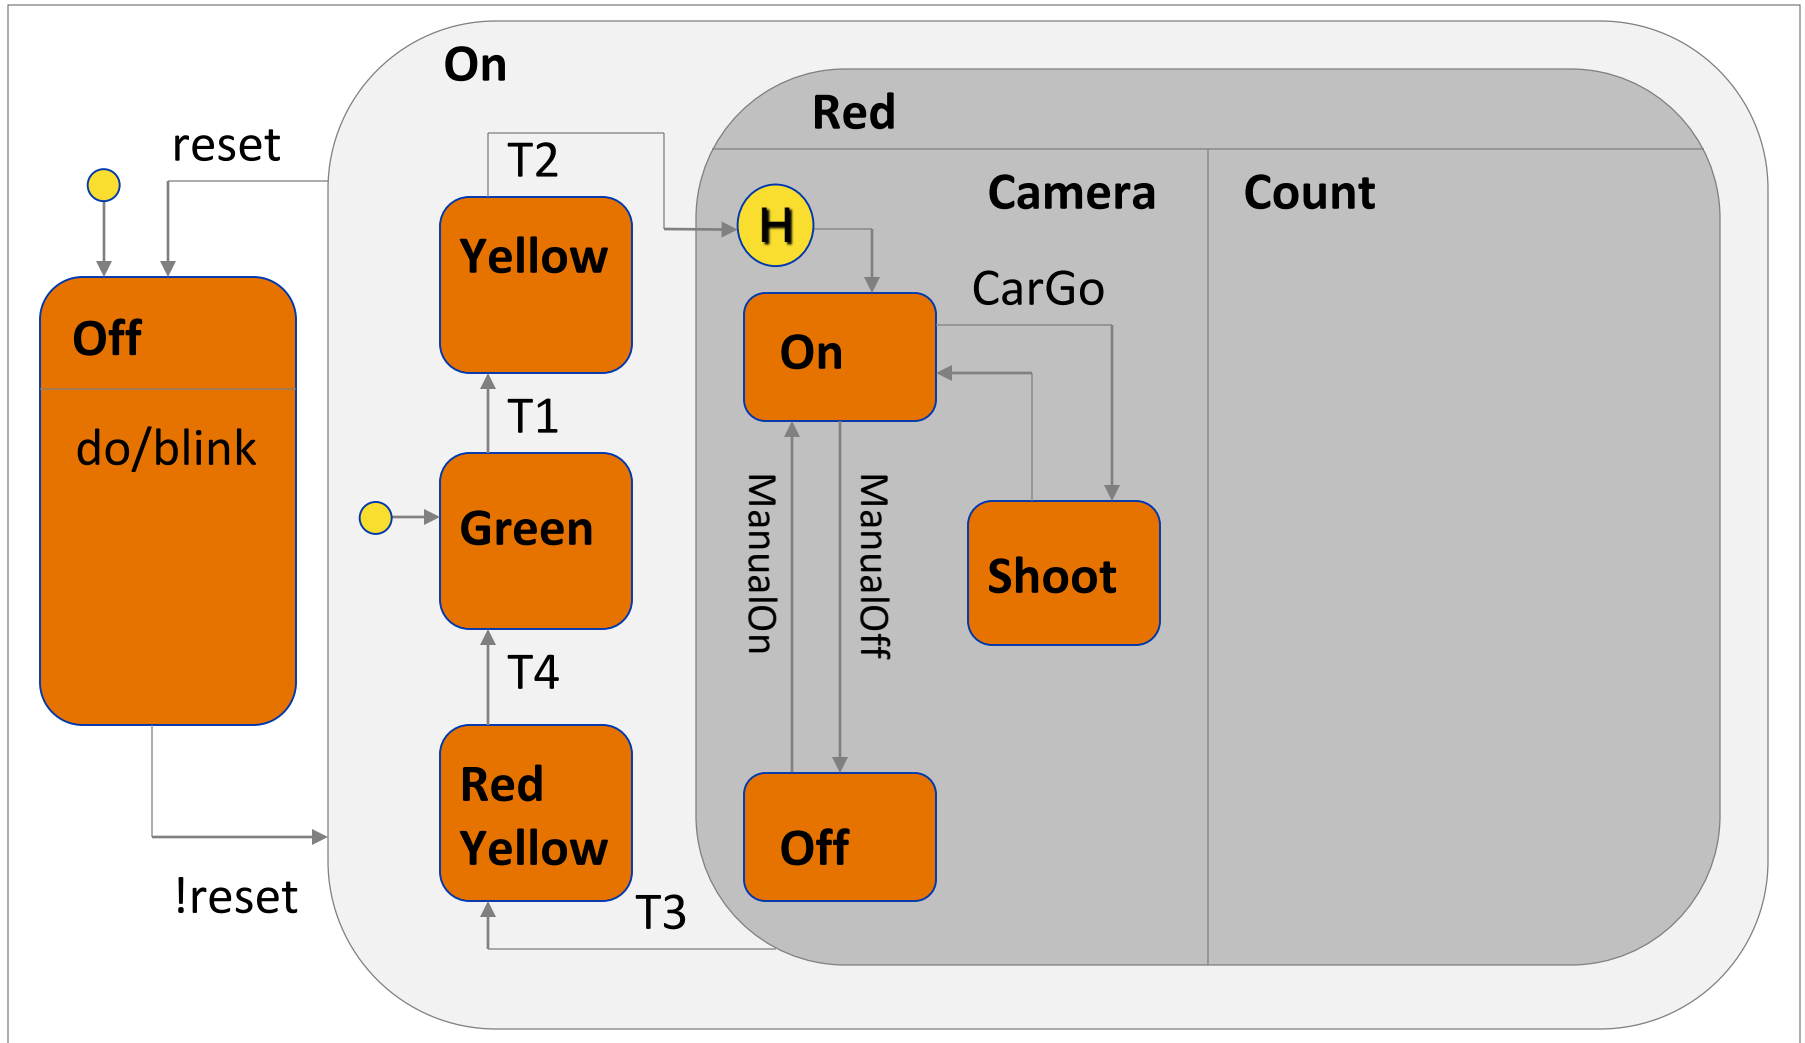 On
Red
reset
T2
Camera
Count
H
Yellow
CarGo
Off
On
T1
do/blink
Green
ManualOn
ManualOff
Shoot
T4
Red
Yellow
Off
!reset
T3